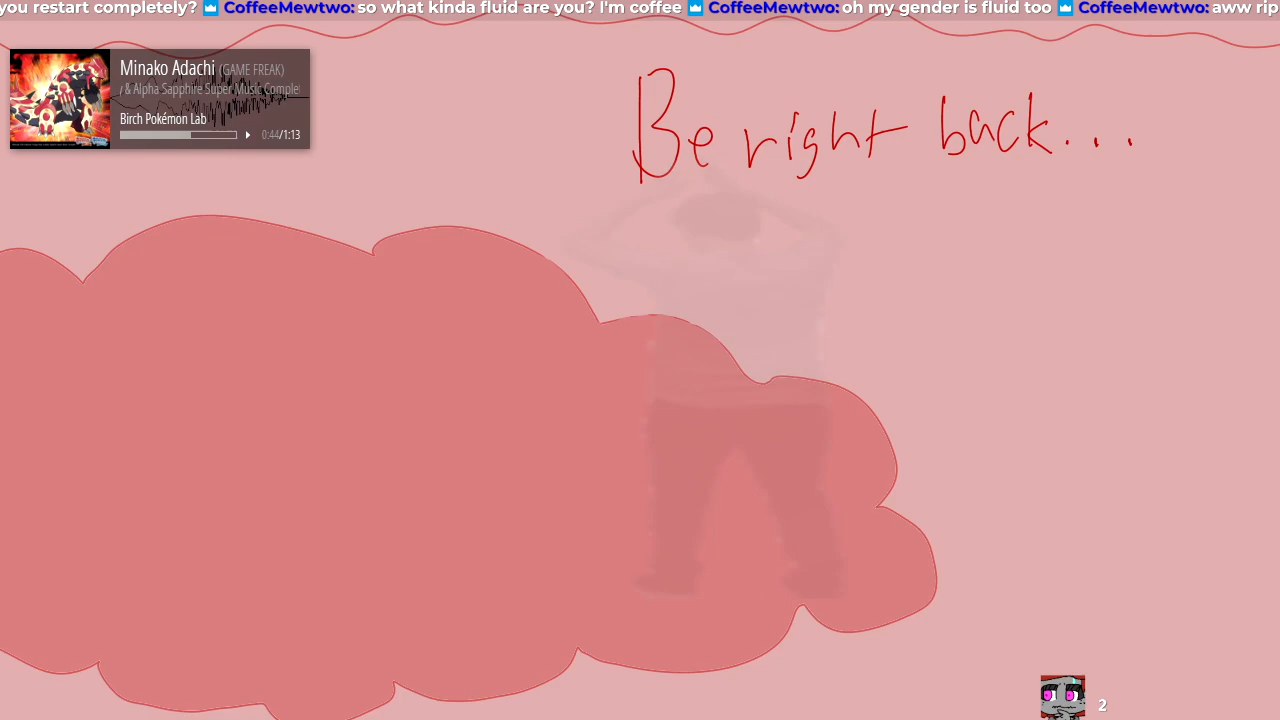 you restart completely? CoffeeMewtwo: so what kinda fluid are you? I'm coffee CoffeeMewtwo: oh my gender is fluid too CoffeeMewtwo: aww rip
Minako Adachi (GAME FREAK)
& Alpha Sapphire Super Music Comple
Birch Pokémon Lab
0:44/1:13
Be right back...
2